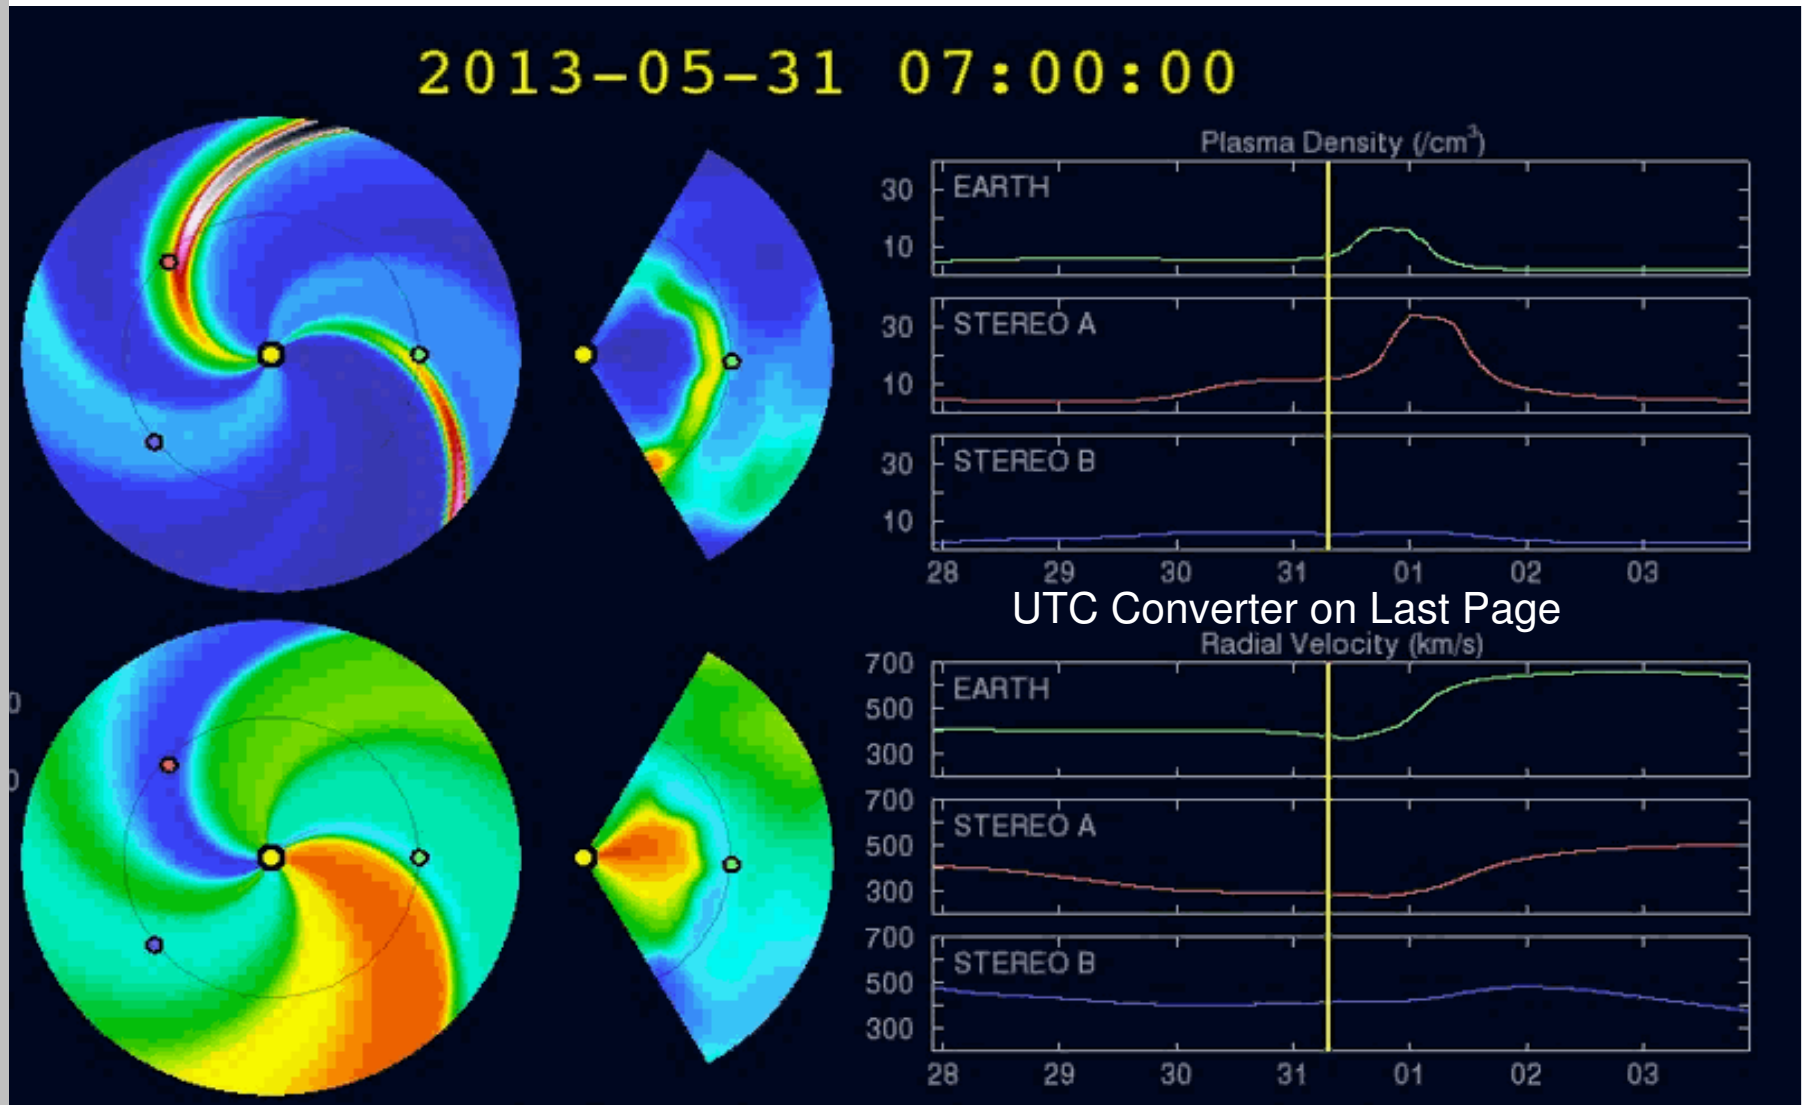 2013-05-31 07:00:00
Plasma Density (/cm³)
EARTH
30
10
STEREO A
30
10
STEREO B
30
10
28 29 30 31 01 02 03
UTC Converter on Last Page
Radial Velocity (km/s)
EARTH
700
500
300
STEREO A
700
500
300
STEREO B
700
500
300
28 29 30 31 01 02 03
0
0